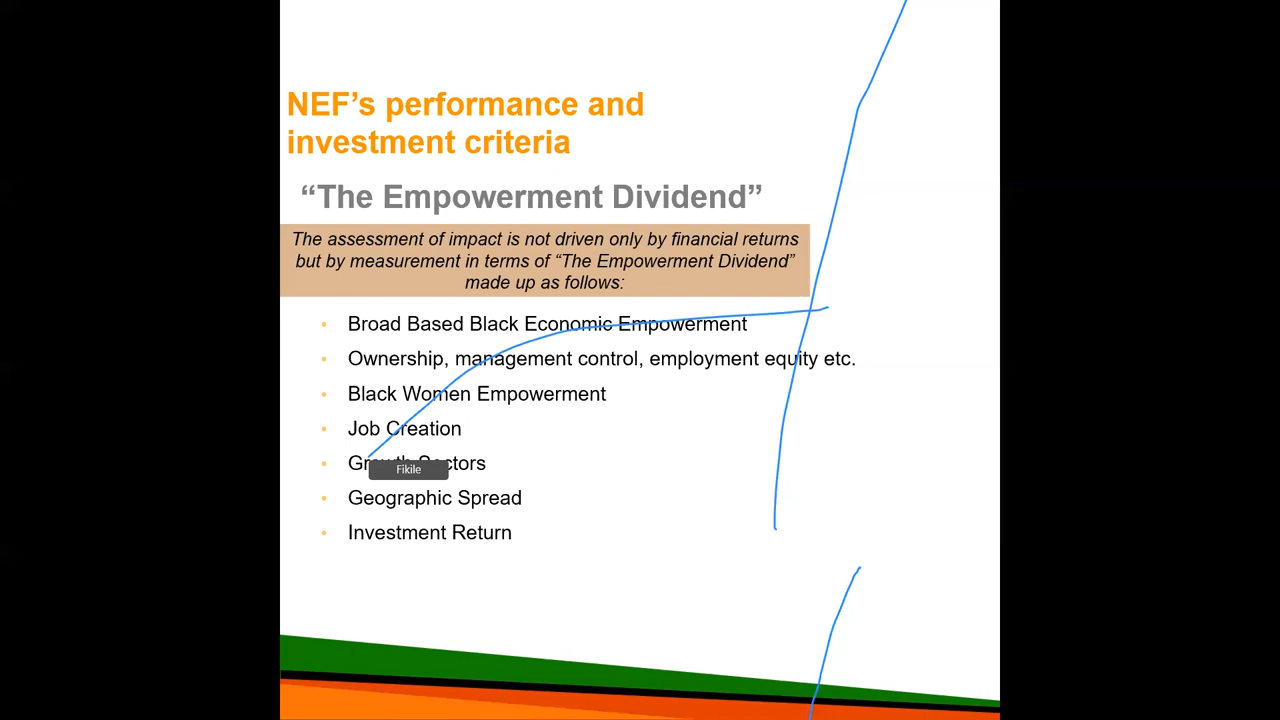 NEF’s performance and
investment criteria
“The Empowerment Dividend”
The assessment of impact is not driven only by financial returns
but by measurement in terms of “The Empowerment Dividend”
made up as follows:
• Broad Based Black Economic Empowerment
• Ownership, management control, employment equity etc.
• Black Women Empowerment
• Job Creation
• Growth Sectors
Fikile
• Geographic Spread
• Investment Return